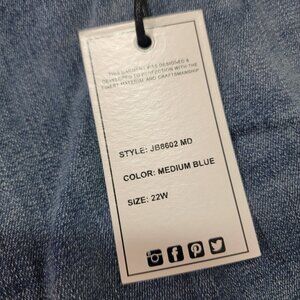 THIS GARMENT WAS DESIGNED &
DEVELOPED TO PERFECTION WITH THE
FINEST MATERIAL AND CRAFTSMANSHIP
STYLE: JB8602 MD
COLOR: MEDIUM BLUE
SIZE: 22W